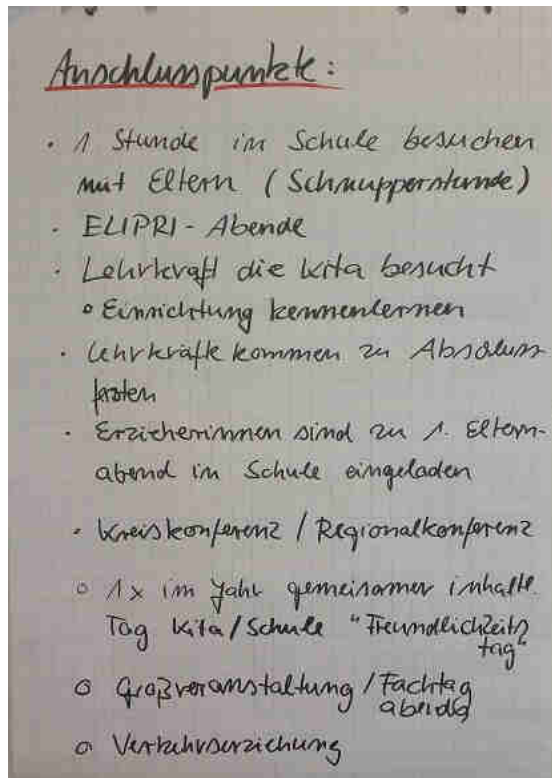 Anschlusspunkte:
· 1 Stunde in Schule besuchen
mit Eltern (Schnupperstunde)
· ELIPRI - Abende
· Lehrkraft die Kita besucht
° Einrichtung kennenlernen
· Lehrkräfte kommen zu Abschluss
festen
· Erzieherinnen sind zu 1. Eltern-
abend in Schule eingeladen
· Kreiskonferenz / Regionalkonferenz
o 1x im Jahr gemeinsamer inhaltl.
Tag Kita/Schule "Freundlichkeits
tag"
o Großveranstaltung / Fachtag
abends
o Verkehrserziehung